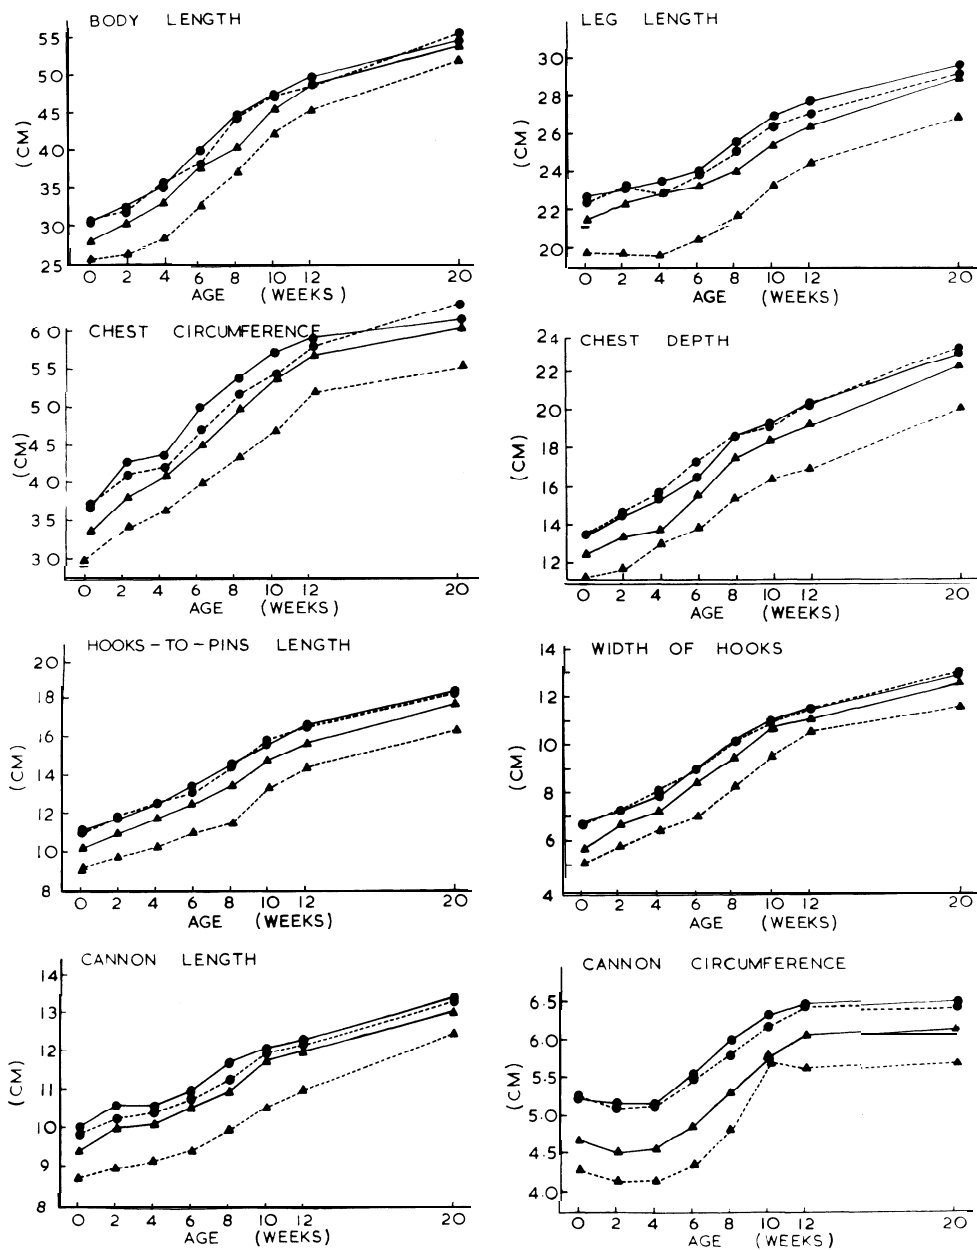 BODY LENGTH
55
50
45
40
35
30
25
(CM)
0 2 4 6 8 10 12 20
AGE (WEEKS)
LEG LENGTH
30
28
26
24
22
20
(CM)
0 2 4 6 8 10 12 20
AGE (WEEKS)
CHEST CIRCUMFERENCE
60
55
50
45
40
35
30
(CM)
0 2 4 6 8 10 12 20
AGE (WEEKS)
CHEST DEPTH
24
22
20
18
16
14
12
(CM)
0 2 4 6 8 10 12 20
AGE (WEEKS)
HOOKS-TO-PINS LENGTH
20
18
16
14
12
10
8
(CM)
0 2 4 6 8 10 12 20
AGE (WEEKS)
WIDTH OF HOOKS
14
12
10
8
6
4
(CM)
0 2 4 6 8 10 12 20
AGE (WEEKS)
CANNON LENGTH
14
13
12
11
10
9
8
(CM)
0 2 4 6 8 10 12 20
AGE (WEEKS)
CANNON CIRCUMFERENCE
6.5
6.0
5.5
5.0
4.5
4.0
(CM)
0 2 4 6 8 10 12 20
AGE (WEEKS)